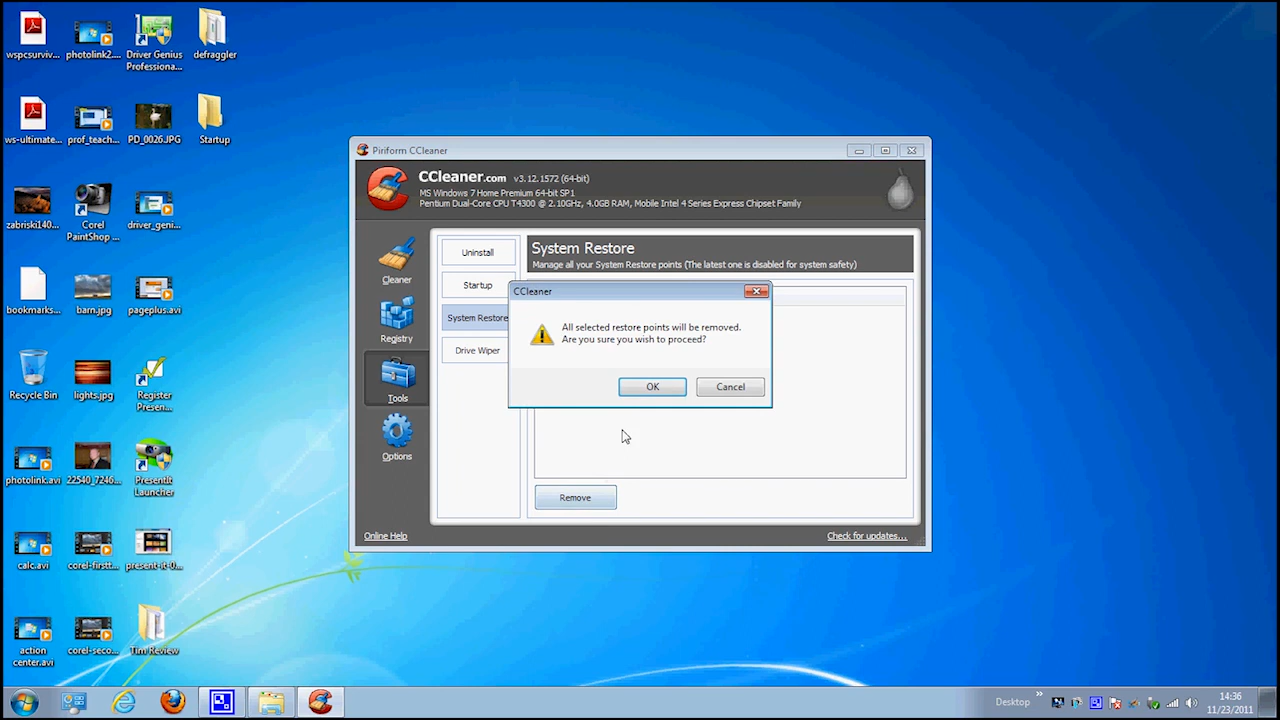 wspcsurviv...
photolink2....
Driver Genius
Professiona...
defraggler
ws-ultimate...
prof_teach...
PD_0026.JPG
Startup
zabriski140...
Corel
PaintShop ...
driver_geni...
bookmarks...
barn.jpg
pageplus.avi
Recycle Bin
lights.jpg
Register
Presen...
photolink.avi
22540_7246...
PresentIt
Launcher
calc.avi
corel-firstt...
present-it-0...
action
center.avi
corel-seco...
Tim Review
Piriform CCleaner
CCleaner.com v3.12.1572 (64-bit)
MS Windows 7 Home Premium 64-bit SP1
Pentium Dual-Core CPU T4300 @ 2.10GHz, 4.0GB RAM, Mobile Intel 4 Series Express Chipset Family
Cleaner
Registry
Tools
Options
Uninstall
Startup
System Restore
Drive Wiper
System Restore
Manage all your System Restore points (The latest one is disabled for system safety)
CCleaner
All selected restore points will be removed.
Are you sure you wish to proceed?
OK
Cancel
Remove
Online Help
Check for updates...
Desktop
14:36
11/23/2011